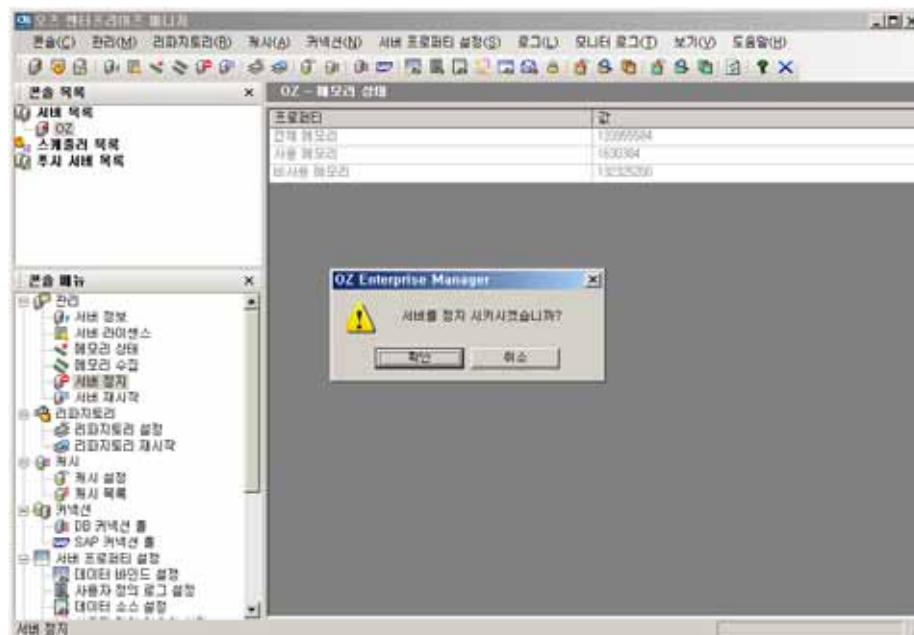 오즈 엔터프라이즈 매니저
콘솔(C) 관리(M) 리파지토리(R) 캐시(A) 커넥션(N) 서버 프로퍼티 설정(S) 로그(L) 모니터 로그(T) 보기(V) 도움말(H)
콘솔 목록
서버 목록
OZ
스케줄러 목록
푸시 서버 목록
OZ - 메모리 상태
프로퍼티 값
전체 메모리
사용 메모리 1630384
비사용 메모리
콘솔 메뉴
관리
서버 정보
서버 라이센스
메모리 상태
메모리 수집
서버 정지
서버 재시작
리파지토리
리파지토리 설정
리파지토리 재시작
캐시
캐시 설정
캐시 목록
커넥션
DB 커넥션 풀
SAP 커넥션 풀
서버 프로퍼티 설정
데이터 바인드 설정
사용자 정의 로그 설정
데이터 소스 설정
OZ Enterprise Manager
서버를 정지 시키시겠습니까?
확인 취소
서버 정지